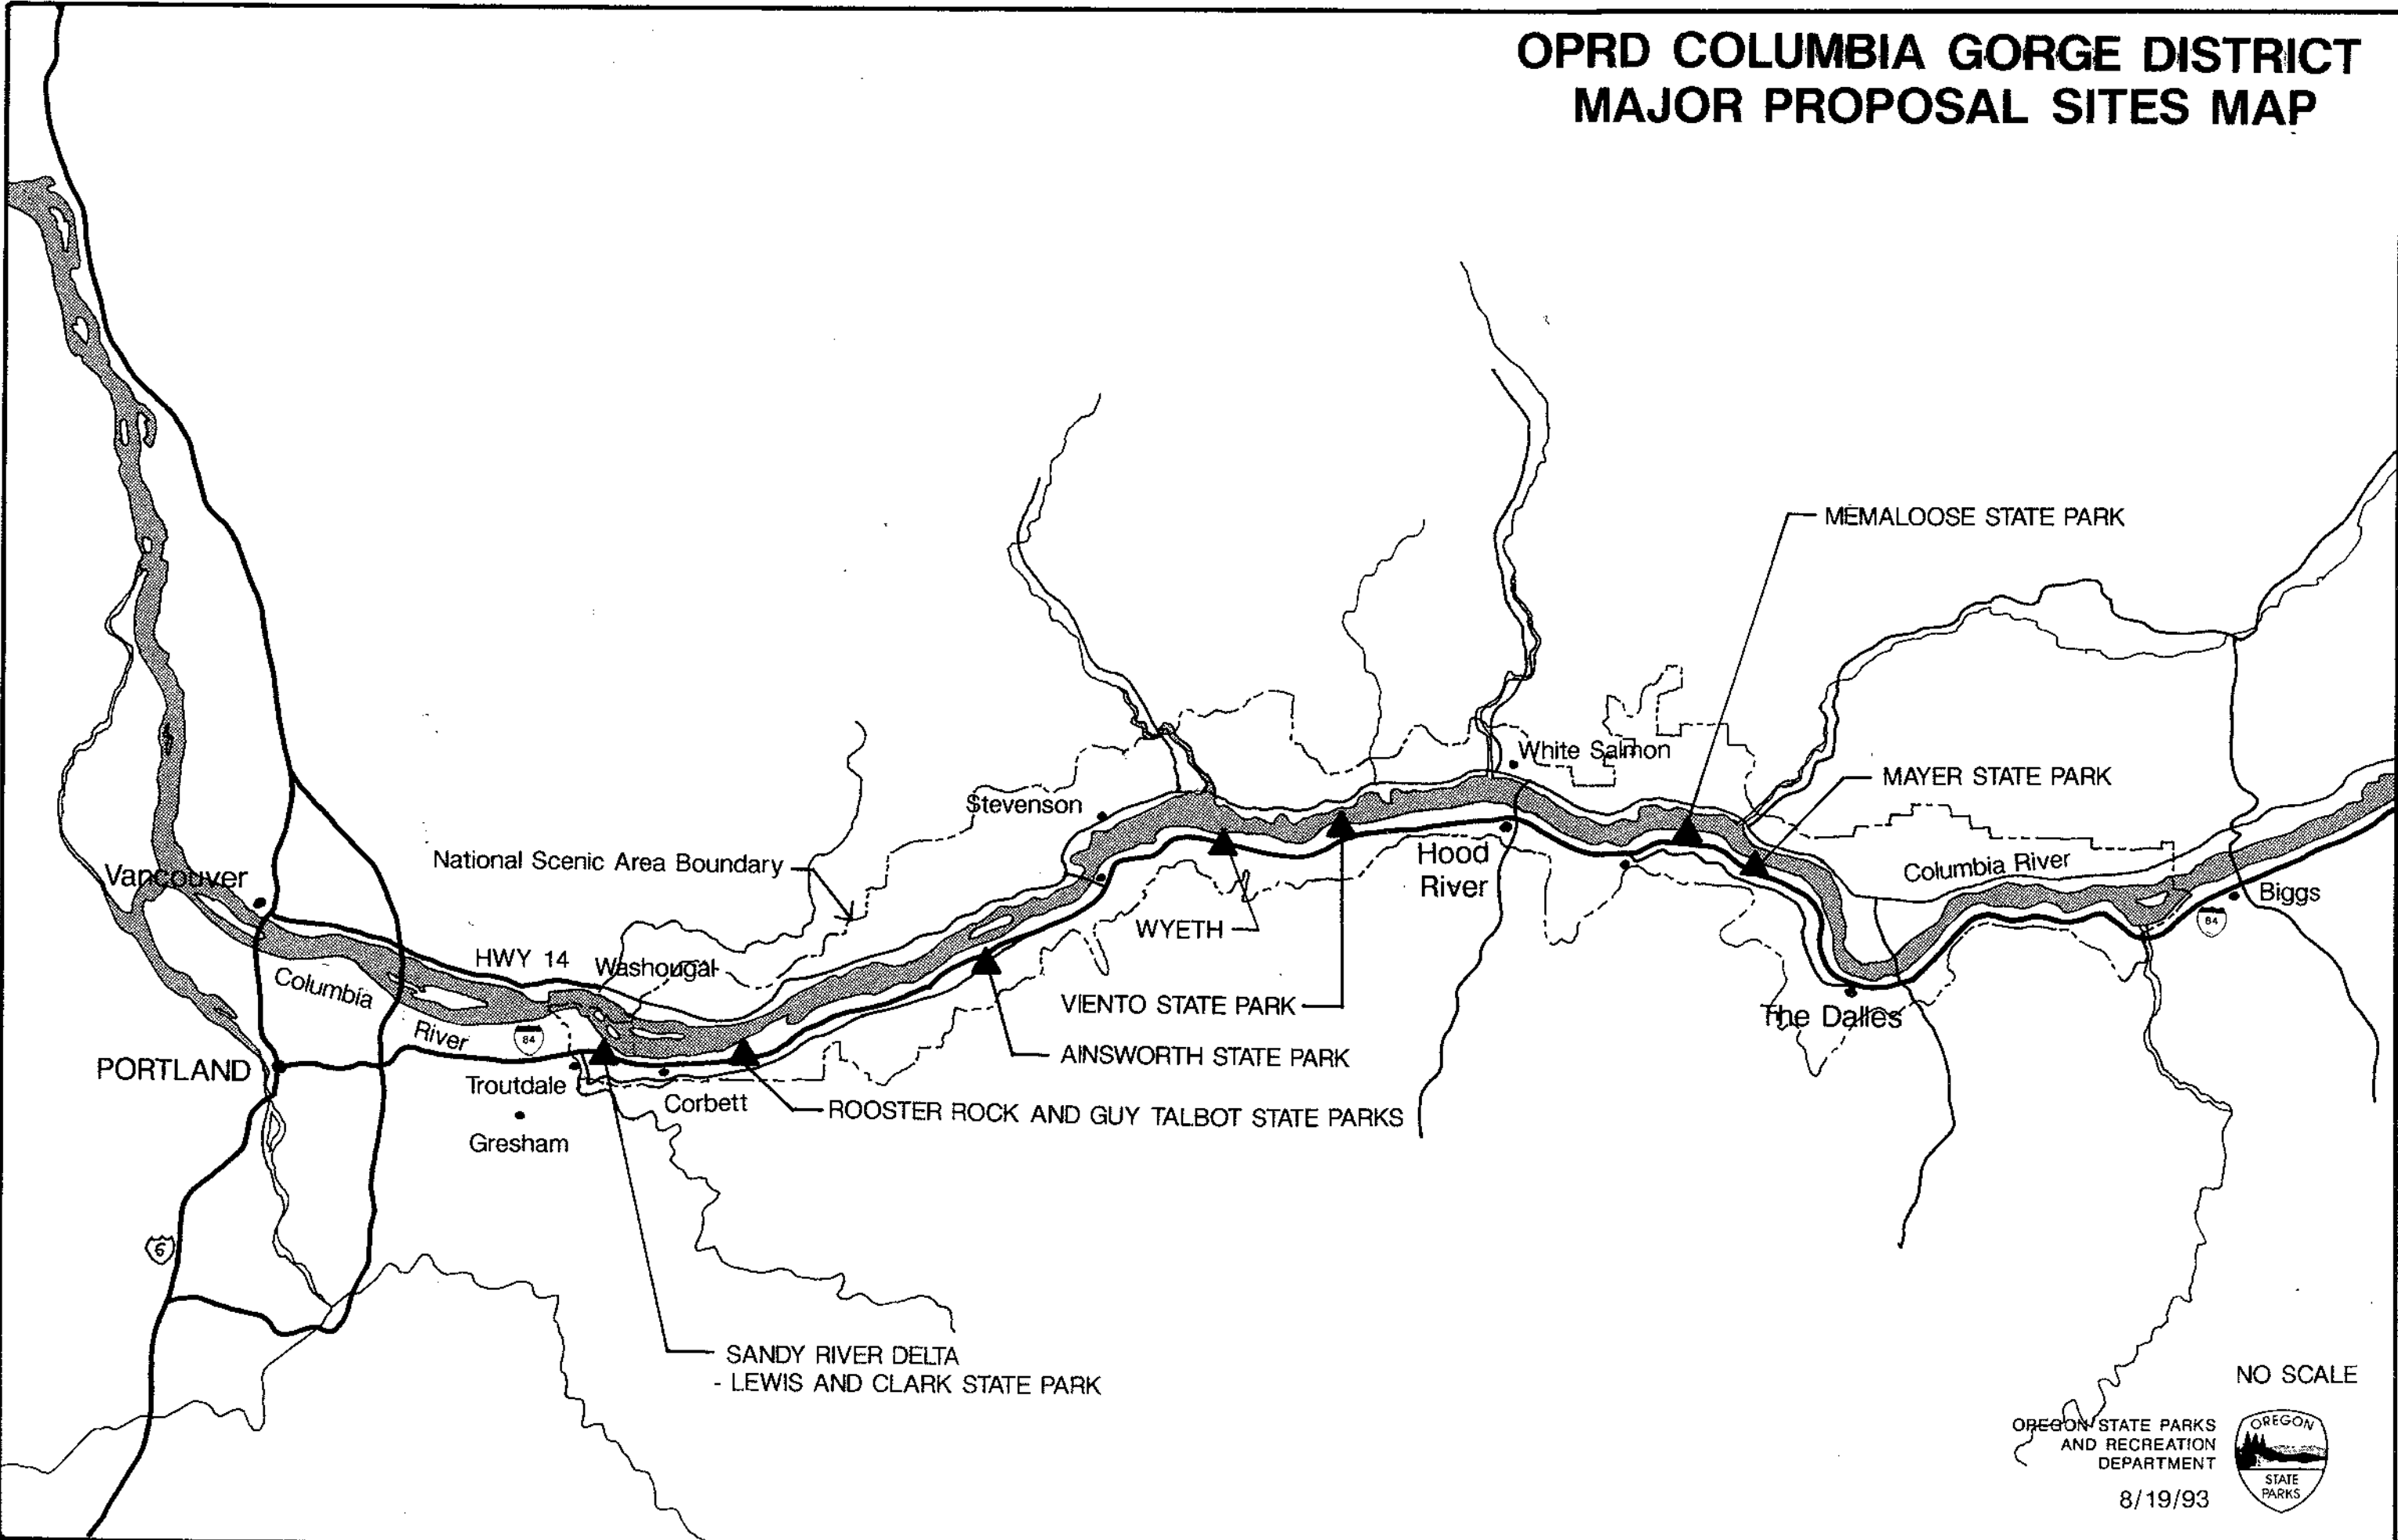 OPRD COLUMBIA GORGE DISTRICT
MAJOR PROPOSAL SITES MAP
MEMALOOSE STATE PARK
White Salmon
MAYER STATE PARK
Stevenson
National Scenic Area Boundary
Vancouver
Hood
River
Columbia River
Biggs
84
WYETH
HWY 14
Washougal
Columbia
River
84
VIENTO STATE PARK
The Dalles
PORTLAND
Troutdale
AINSWORTH STATE PARK
Corbett
ROOSTER ROCK AND GUY TALBOT STATE PARKS
Gresham
6
SANDY RIVER DELTA
- LEWIS AND CLARK STATE PARK
NO SCALE
OREGON STATE PARKS
AND RECREATION
DEPARTMENT
8/19/93
OREGON
STATE
PARKS